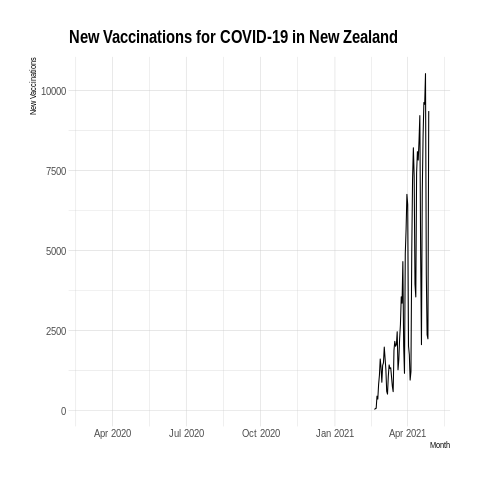 New Vaccinations for COVID-19 in New Zealand
New Vaccinations
10000
7500
5000
2500
0
Apr 2020 Jul 2020 Oct 2020 Jan 2021 Apr 2021
Month